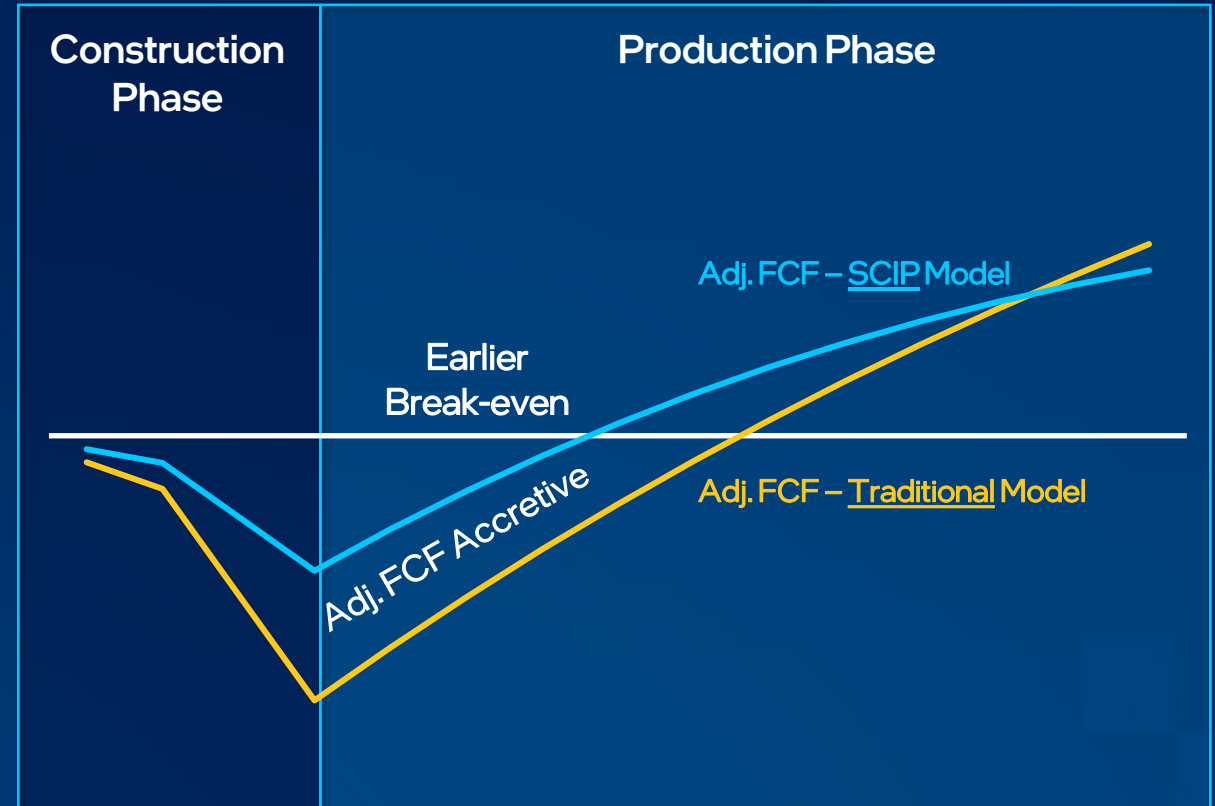 Construction
Phase
Production Phase
Adj. FCF – SCIP Model
Earlier
Break-even
Adj. FCF Accretive
Adj. FCF – Traditional Model